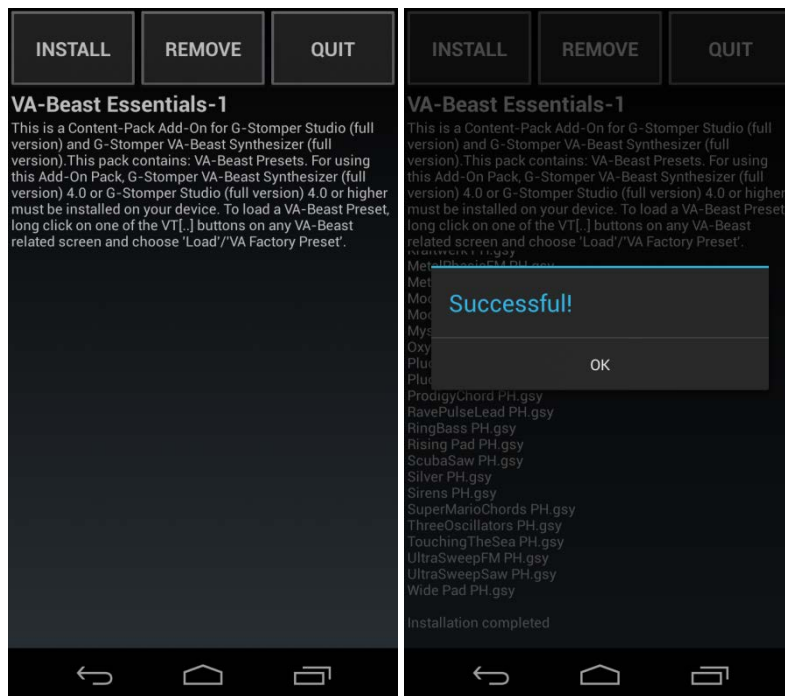 INSTALL
REMOVE
QUIT
VA-Beast Essentials-1
This is a Content-Pack Add-On for G-Stomper Studio (full
version) and G-Stomper VA-Beast Synthesizer (full
version).This pack contains: VA-Beast Presets. For using
this Add-On Pack, G-Stomper VA-Beast Synthesizer (full
version) 4.0 or G-Stomper Studio (full version) 4.0 or higher
must be installed on your device. To load a VA-Beast Preset,
long click on one of the VT[..] buttons on any VA-Beast
related screen and choose 'Load'/'VA Factory Preset'.
INSTALL
REMOVE
QUIT
VA-Beast Essentials-1
This is a Content-Pack Add-On for G-Stomper Studio (full
version) and G-Stomper VA-Beast Synthesizer (full
version).This pack contains: VA-Beast Presets. For using
this Add-On Pack, G-Stomper VA-Beast Synthesizer (full
version) 4.0 or G-Stomper Studio (full version) 4.0 or higher
must be installed on your device. To load a VA-Beast Preset,
long click on one of the VT[..] buttons on any VA-Beast
related screen and choose 'Load'/'VA Factory Preset'.
Successful!
OK
ProdigyChord PH.gsy
RavePulseLead PH.gsy
RingBass PH.gsy
Rising Pad PH.gsy
ScubaSaw PH.gsy
Silver PH.gsy
Sirens PH.gsy
SuperMarioChords PH.gsy
ThreeOscillators PH.gsy
TouchingTheSea PH.gsy
UltraSweepFM PH.gsy
UltraSweepSaw PH.gsy
Wide Pad PH.gsy
Installation completed